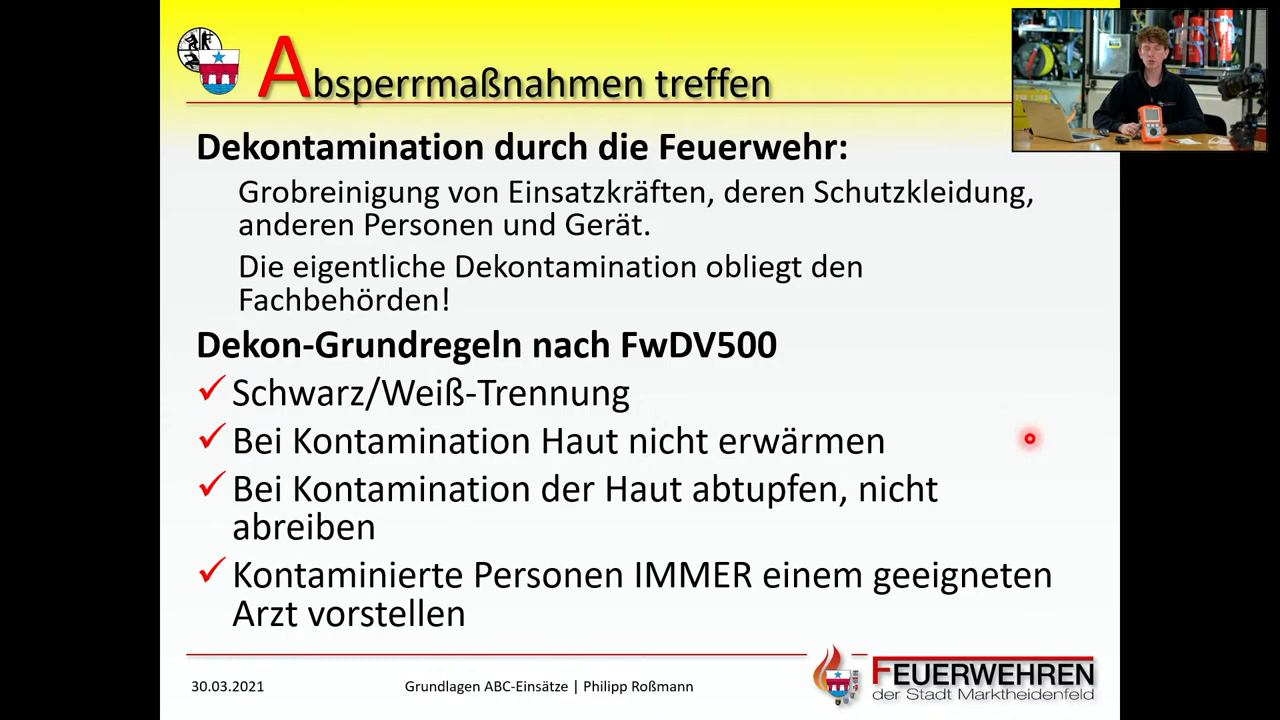 Absperrmaßnahmen treffen
Dekontamination durch die Feuerwehr:
Grobreinigung von Einsatzkräften, deren Schutzkleidung,
anderen Personen und Gerät.
Die eigentliche Dekontamination obliegt den
Fachbehörden!
Dekon-Grundregeln nach FwDV500
Schwarz/Weiß-Trennung
Bei Kontamination Haut nicht erwärmen
Bei Kontamination der Haut abtupfen, nicht
abreiben
Kontaminierte Personen IMMER einem geeigneten
Arzt vorstellen
30.03.2021
Grundlagen ABC-Einsätze | Philipp Roßmann
FEUERWEHREN
der Stadt Marktheidenfeld